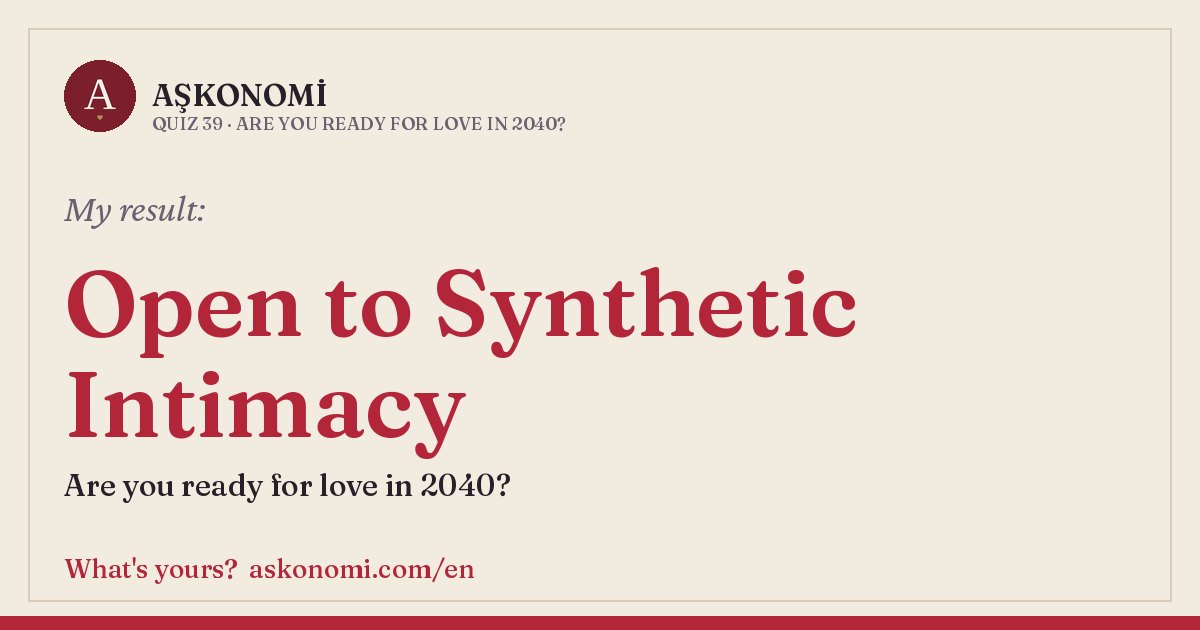 A
AŞKONOMİ
QUIZ 39 · ARE YOU READY FOR LOVE IN 2040?
My result:
Open to Synthetic
Intimacy
Are you ready for love in 2040?
What's yours? askonomi.com/en